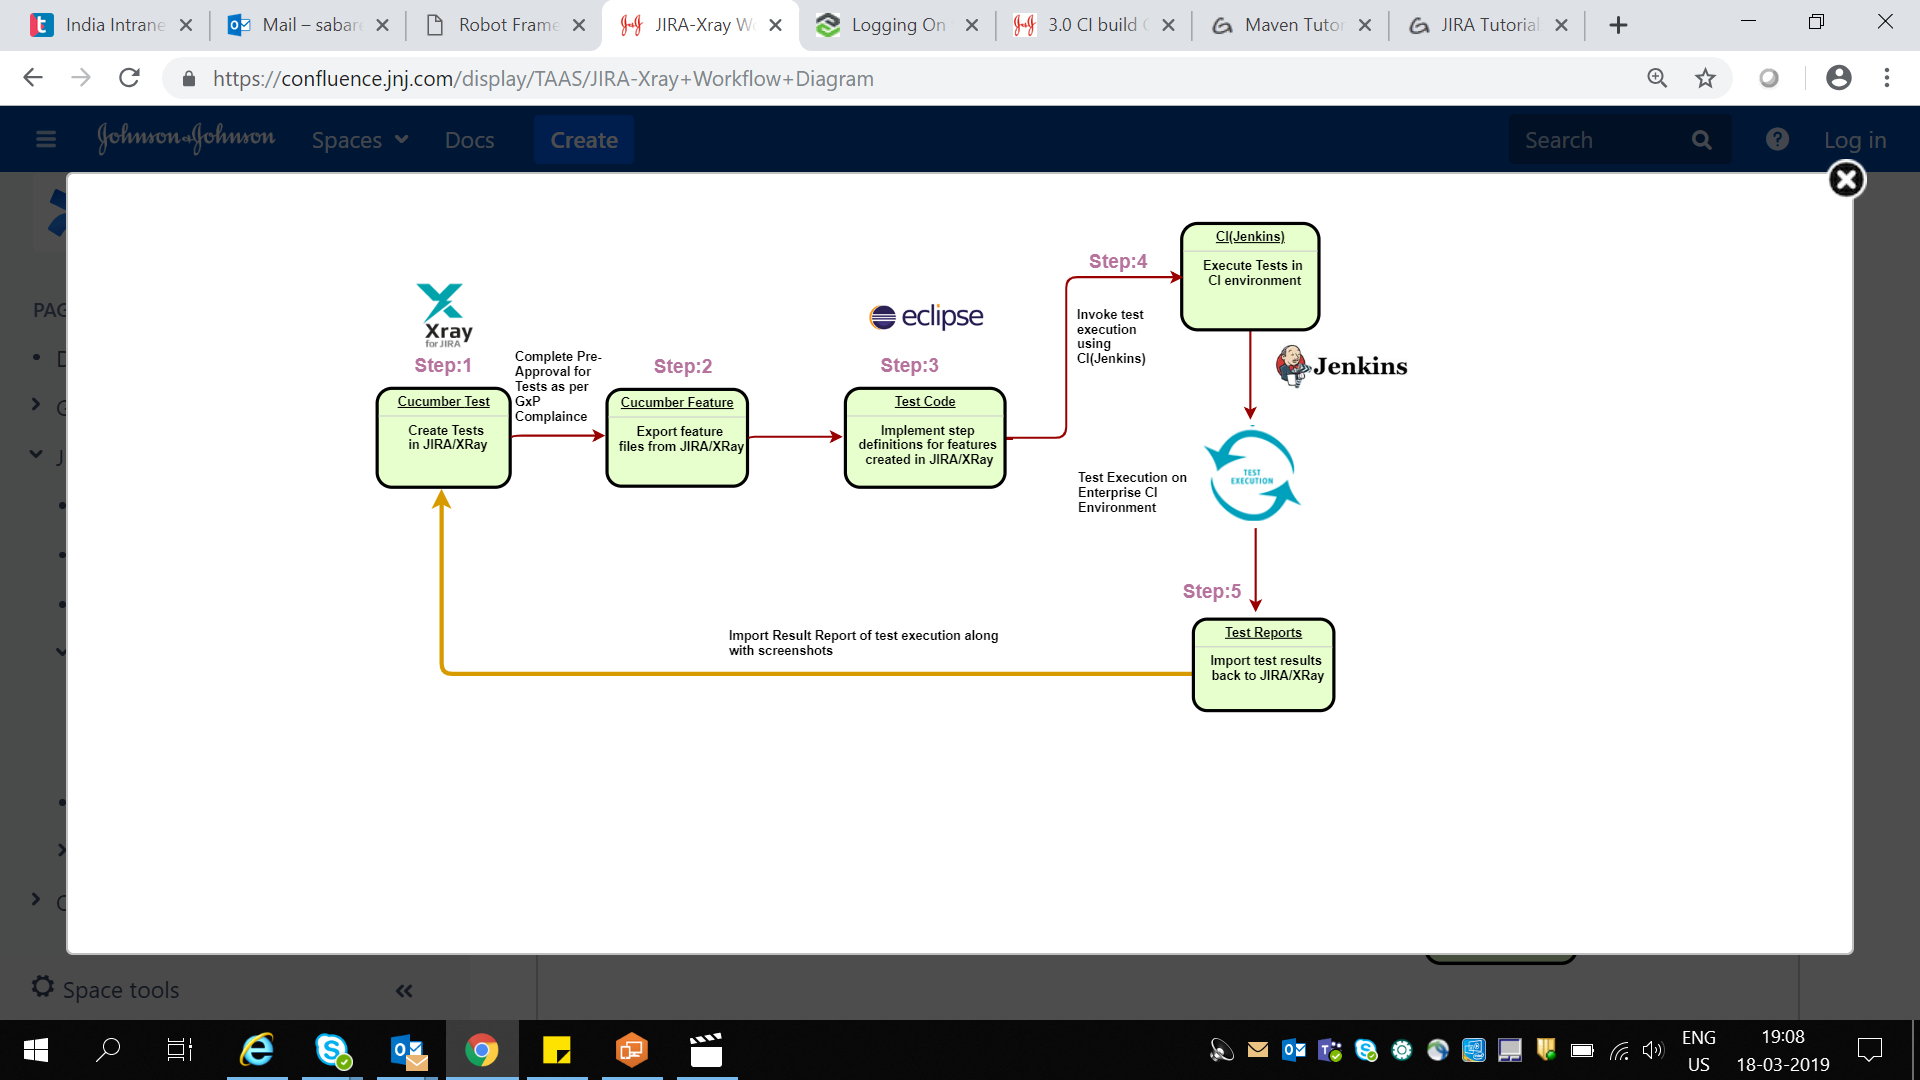 India Intrane
Mail – sabare
Robot Frame
JIRA-Xray W
Logging On
3.0 CI build
Maven Tutor
JIRA Tutorial
https://confluence.jnj.com/display/TAAS/JIRA-Xray+Workflow+Diagram
Johnson & Johnson
Spaces
Docs
Create
Search
Log in
PAG
CI(Jenkins)
Execute Tests in
CI environment
Step:4
Invoke test
execution
using
CI(Jenkins)
Xray
for JIRA
eclipse
Jenkins
Step:1
Complete Pre-
Approval for
Tests as per
GxP
Complaince
Step:2
Step:3
Cucumber Test
Create Tests
in JIRA/XRay
Cucumber Feature
Export feature
files from JIRA/XRay
Test Code
Implement step
definitions for features
created in JIRA/XRay
TEST
EXECUTION
Test Execution on
Enterprise CI
Environment
Step:5
Test Reports
Import test results
back to JIRA/XRay
Import Result Report of test execution along
with screenshots
Space tools
ENG
US
19:08
18-03-2019